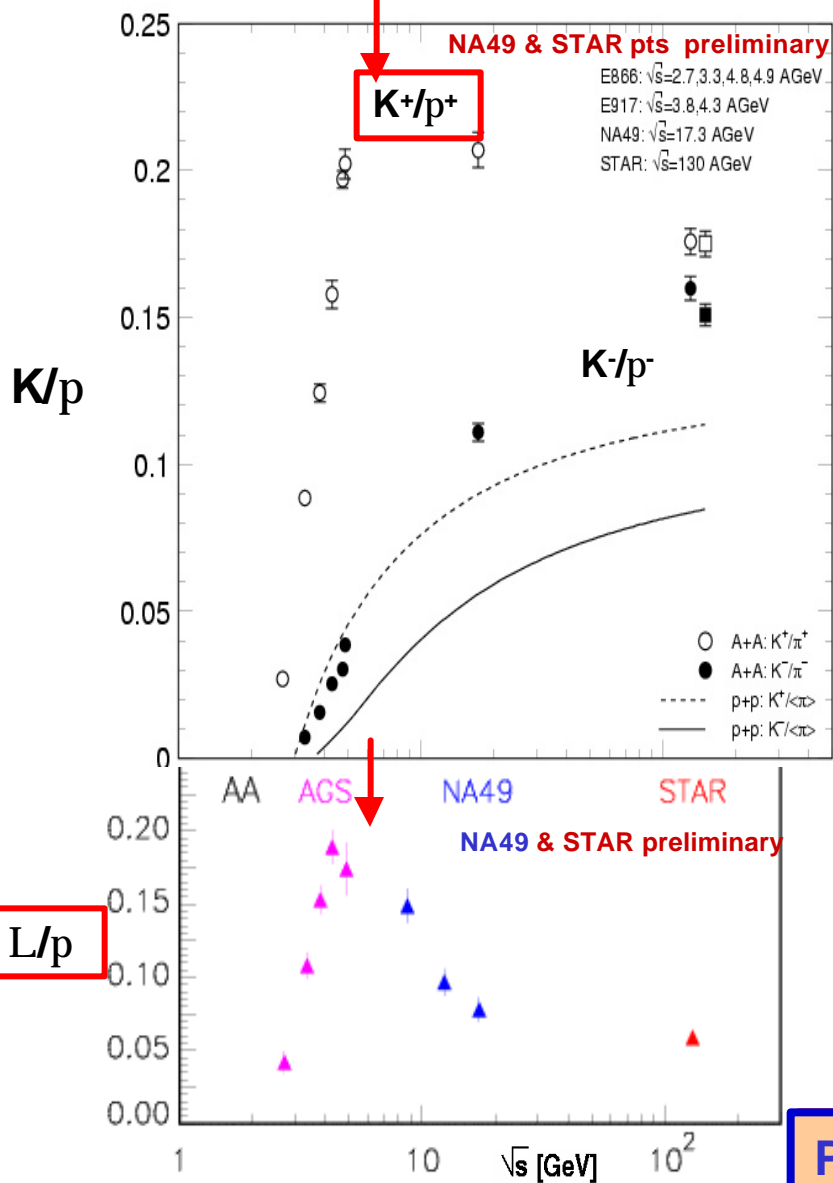 0.25
NA49 & STAR pts preliminary
E866: √s=2.7,3.3,4.8,4.9 AGeV
K⁺/p⁺
E917: √s=3.8,4.3 AGeV
NA49: √s=17.3 AGeV
STAR: √s=130 AGeV
0.2
0.15
K/p
K⁻/p⁻
0.1
0.05
A+A: K⁺/π⁺
A+A: K⁻/π⁻
p+p: K⁺/<π>
p+p: K⁻/<π>
0
AA AGS NA49 STAR
0.20
NA49 & STAR preliminary
0.15
L/p
0.10
0.05
0.00
P
1 10 √s [GeV] 10²